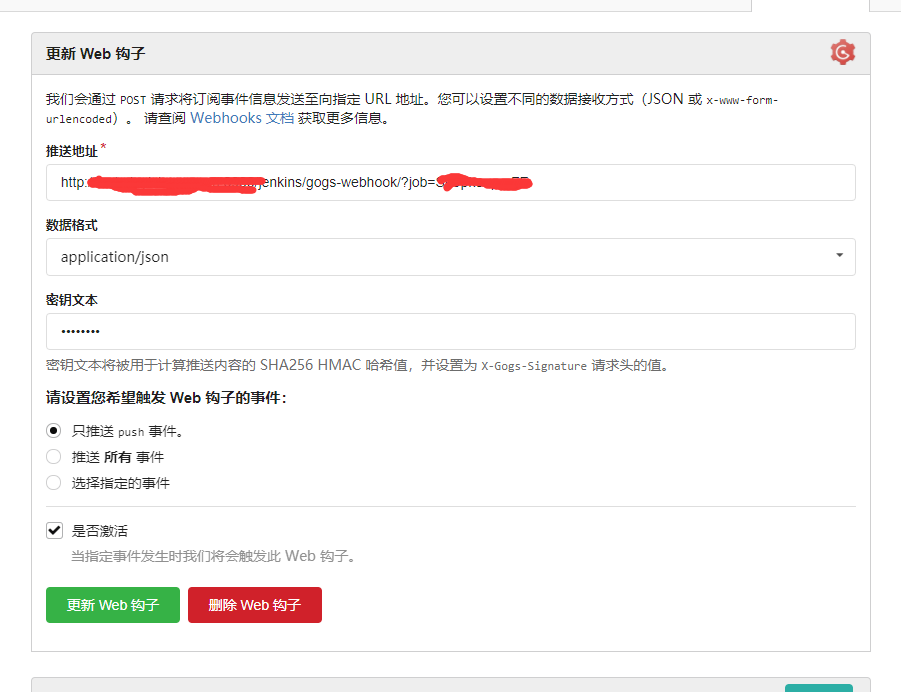 更新 Web 钩子
我们会通过 POST 请求将订阅事件信息发送至向指定 URL 地址。您可以设置不同的数据接收方式（JSON 或 x-www-form-
urlencoded）。 请查阅 Webhooks 文档 获取更多信息。
推送地址*
http: jenkins/gogs-webhook/?job=
数据格式
application/json
密钥文本
••••••••
密钥文本将被用于计算推送内容的 SHA256 HMAC 哈希值，并设置为 X-Gogs-Signature 请求头的值。
请设置您希望触发 Web 钩子的事件：
只推送 push 事件。
推送 所有 事件
选择指定的事件
是否激活
当指定事件发生时我们将会触发此 Web 钩子。
更新 Web 钩子 删除 Web 钩子